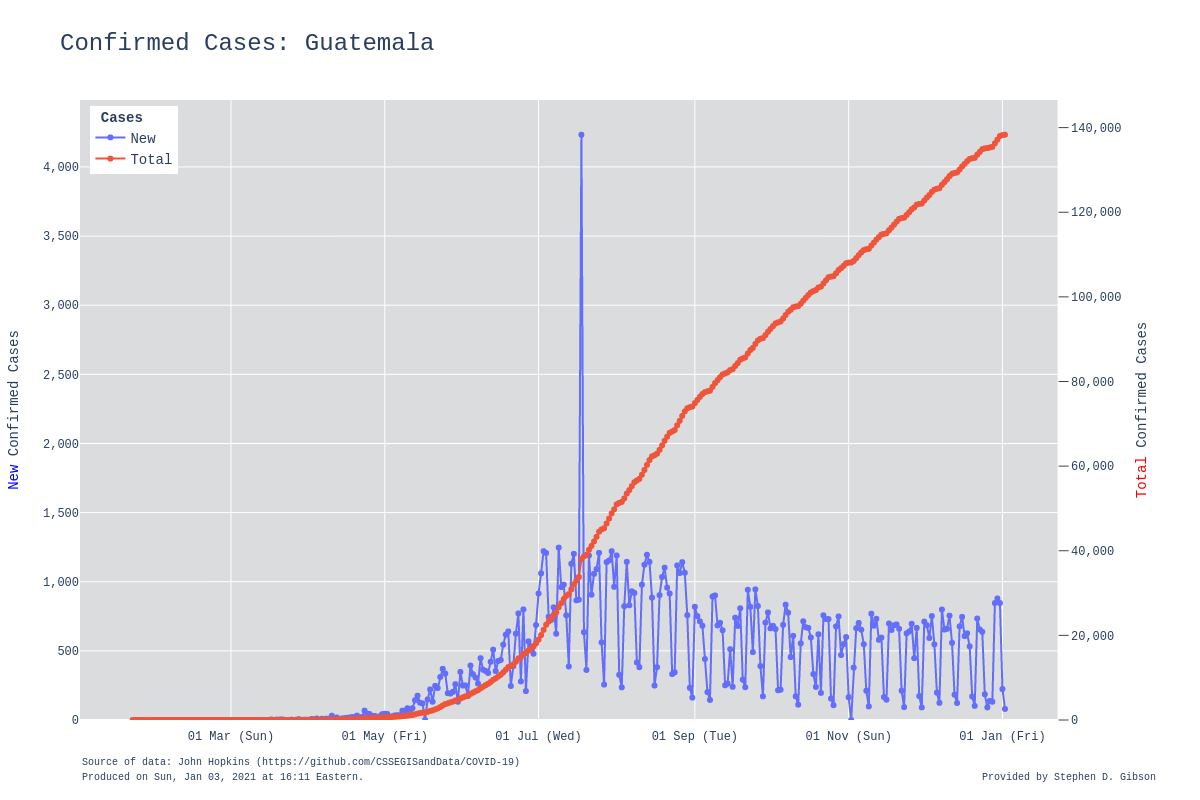 Confirmed Cases: Guatemala
Cases
New
Total
4,000
3,500
3,000
2,500
2,000
1,500
1,000
500
0
New Confirmed Cases
140,000
120,000
100,000
80,000
60,000
40,000
20,000
0
Total Confirmed Cases
01 Mar (Sun)
01 May (Fri)
01 Jul (Wed)
01 Sep (Tue)
01 Nov (Sun)
01 Jan (Fri)
Source of data: John Hopkins (https://github.com/CSSEGISandData/COVID-19)
Produced on Sun, Jan 03, 2021 at 16:11 Eastern.
Provided by Stephen D. Gibson